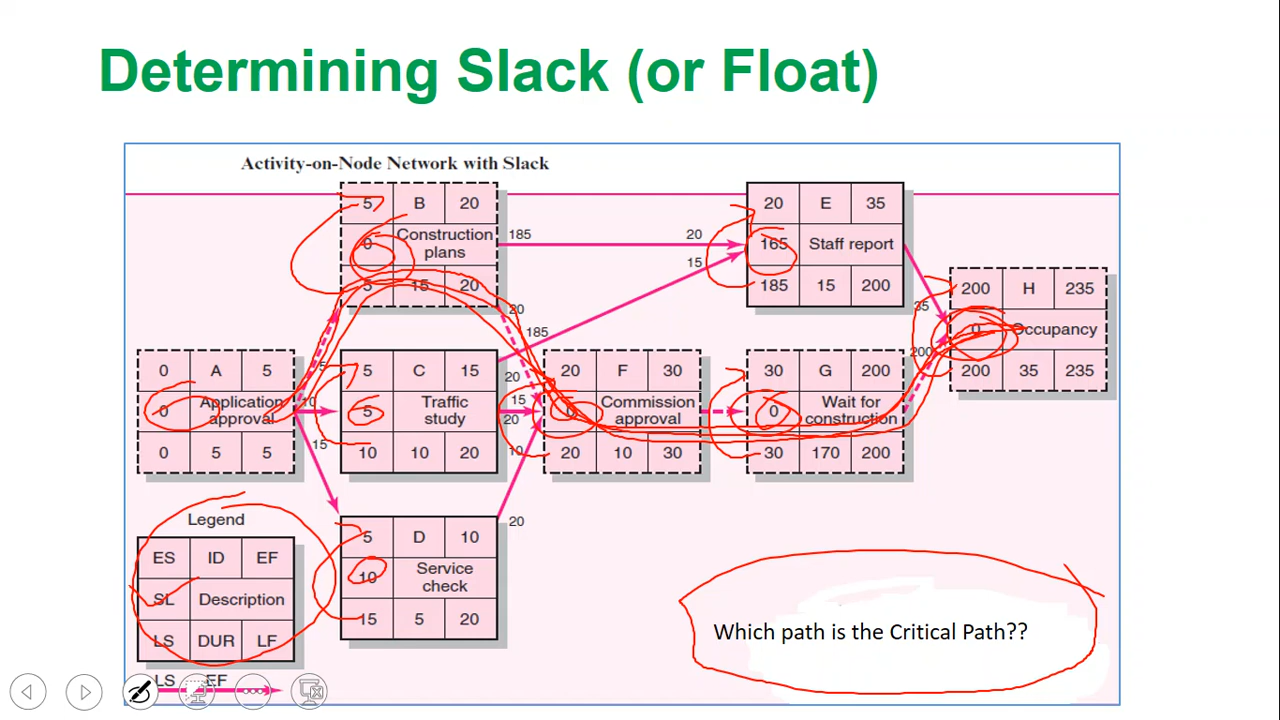 Determining Slack (or Float)
Activity-on-Node Network with Slack
5 B 20
0 Construction plans
5 15 20
185
20
15
20 E 35
165 Staff report
185 15 200
200 H 235
0 Occupancy
200 35 235
35
200
20
185
0 A 5
0 Application approval
0 5 5
5
10
15
5 C 15
5 Traffic study
10 10 20
20
15
20
10
20 F 30
0 Commission approval
20 10 30
30 G 200
0 Wait for construction
30 170 200
5 D 10
10 Service check
15 5 20
20
Legend
ES ID EF
SL Description
LS DUR LF
LS EF
Which path is the Critical Path??